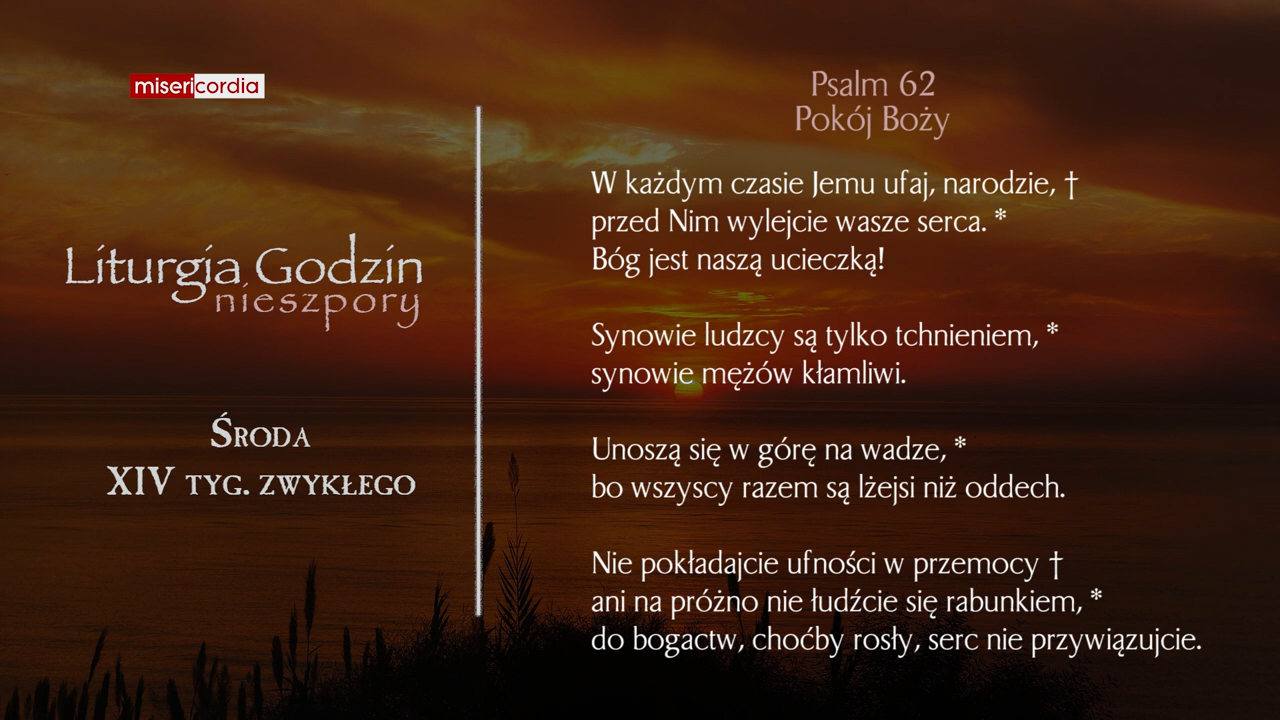 misericordia
Liturgia Godzin
nieszpory
Środa
XIV tyg. zwykłego
Psalm 62
Pokój Boży
W każdym czasie Jemu ufaj, narodzie, †
przed Nim wylejcie wasze serca. *
Bóg jest naszą ucieczką!
Synowie ludzcy są tylko tchnieniem, *
synowie mężów kłamliwi.
Unoszą się w górę na wadze, *
bo wszyscy razem są lżejsi niż oddech.
Nie pokładajcie ufności w przemocy †
ani na próżno nie łudźcie się rabunkiem, *
do bogactw, choćby rosły, serc nie przywiązujcie.